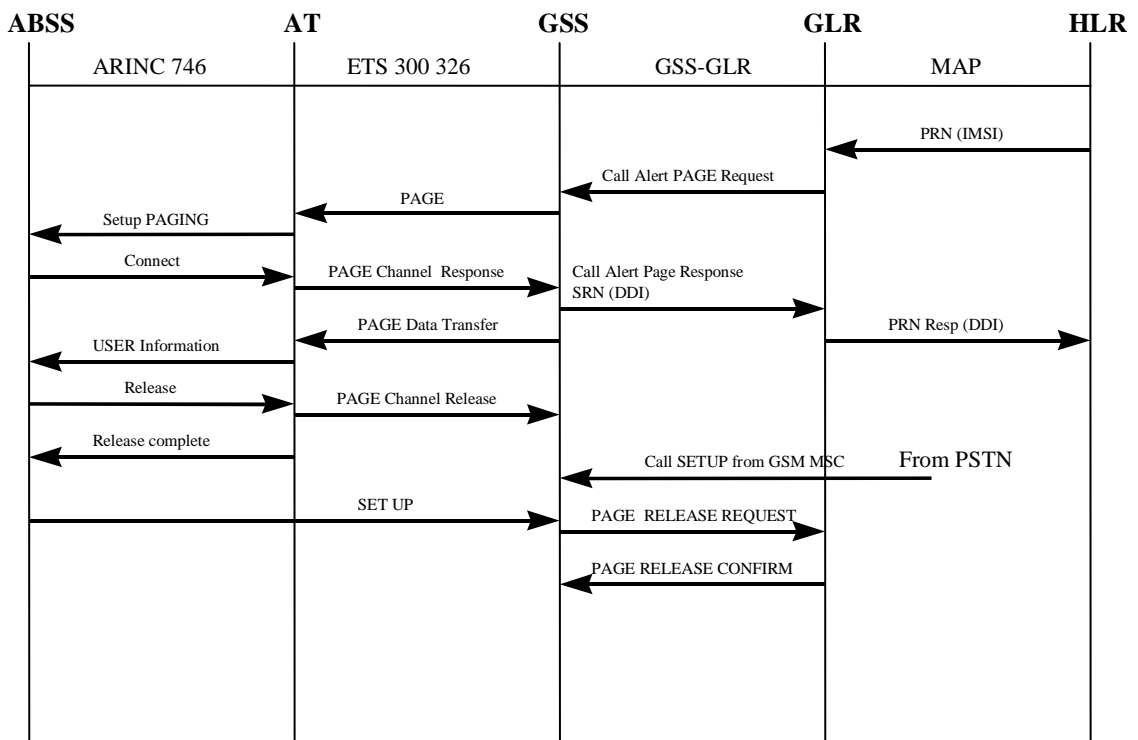 ABSS AT GSS GLR HLR
ARINC 746 ETS 300 326 GSS-GLR MAP
PRN (IMSI)
Call Alert PAGE Request
PAGE
Setup PAGING
Connect
PAGE Channel Response
Call Alert Page Response
SRN (DDI)
PAGE Data Transfer
PRN Resp (DDI)
USER Information
Release
PAGE Channel Release
Release complete
Call SETUP from GSM MSC
From PSTN
SET UP
PAGE RELEASE REQUEST
PAGE RELEASE CONFIRM